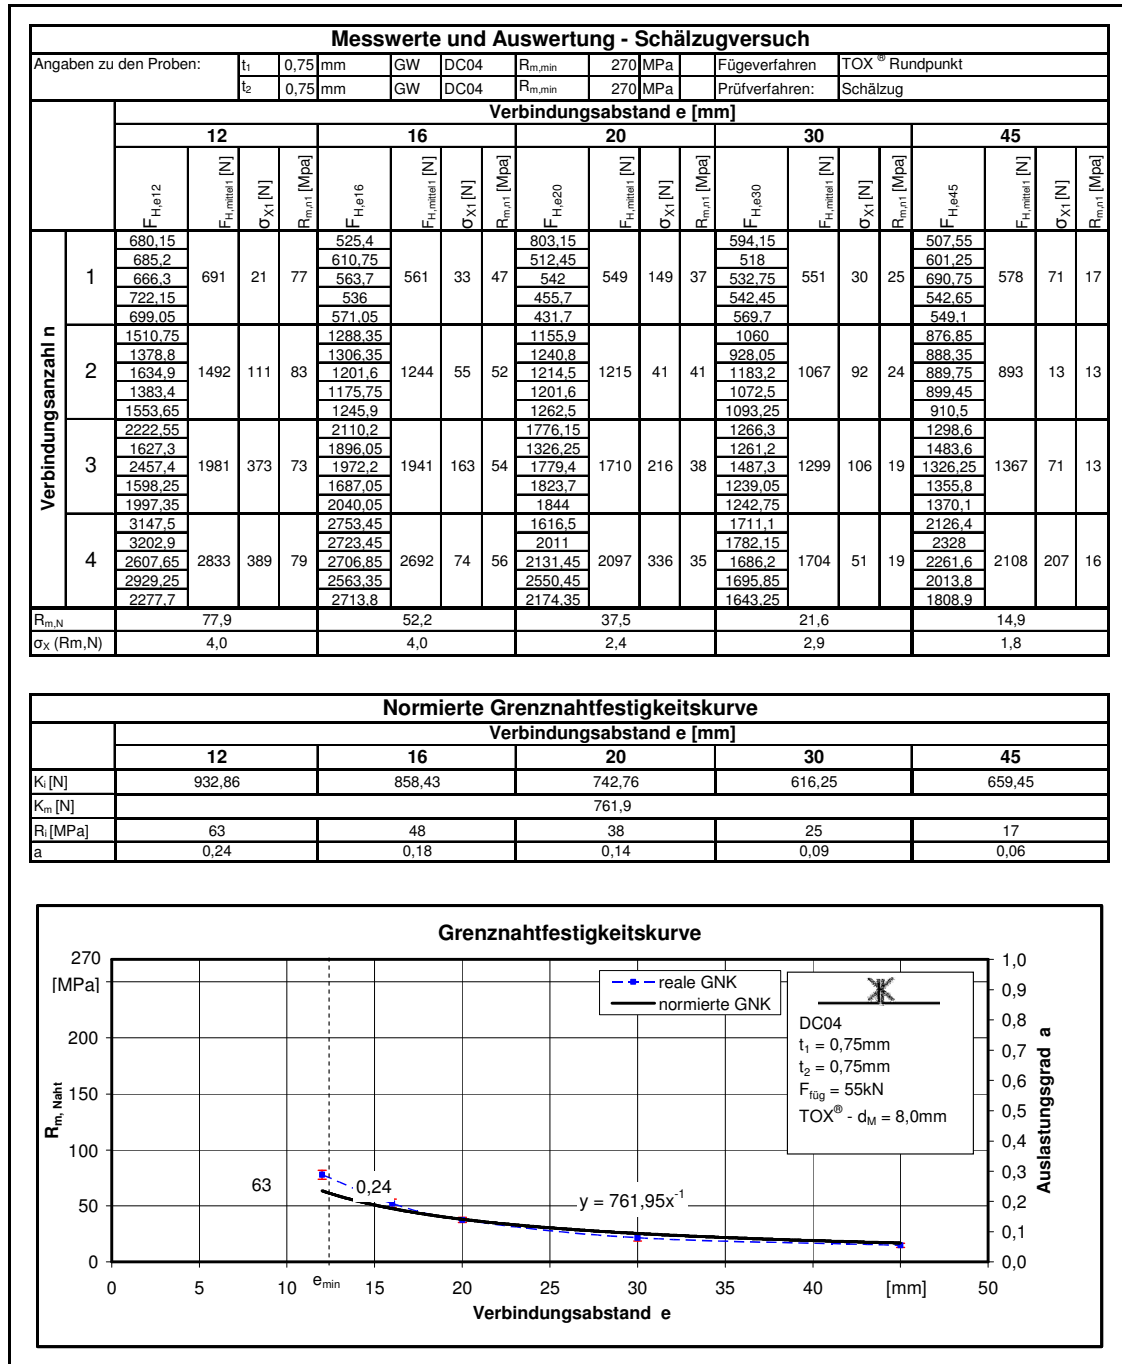 Messwerte und Auswertung - Schälzugversuch
Angaben zu den Proben: t1 0,75 mm GW DC04 Rm,min 270 MPa Fügeverfahren TOX ® Rundpunkt
t2 0,75 mm GW DC04 Rm,min 270 MPa Prüfverfahren: Schälzug
Verbindungsabstand e [mm]
12 16 20 30 45
FH,e12 FH,mittel1 [N] σX1 [N] Rm,n1 [Mpa] FH,e16 FH,mittel1 [N] σX1 [N] Rm,n1 [Mpa] FH,e20 FH,mittel1 [N] σX1 [N] Rm,n1 [Mpa] FH,e30 FH,mittel1 [N] σX1 [N] Rm,n1 [Mpa] FH,e45 FH,mittel1 [N] σX1 [N] Rm,n1 [Mpa]
Verbindungsanzahl n
680,15 525,4 803,15 594,15 507,55
685,2 610,75 512,45 518 601,25
1 666,3 691 21 77 563,7 561 33 47 542 549 149 37 532,75 551 30 25 690,75 578 71 17
722,15 536 455,7 542,45 542,65
699,05 571,05 431,7 569,7 549,1
1510,75 1288,35 1155,9 1060 876,85
1378,8 1306,35 1240,8 928,05 888,35
2 1634,9 1492 111 83 1201,6 1244 55 52 1214,5 1215 41 41 1183,2 1067 92 24 889,75 893 13 13
1383,4 1175,75 1201,6 1072,5 899,45
1553,65 1245,9 1262,5 1093,25 910,5
2222,55 2110,2 1776,15 1266,3 1298,6
1627,3 1896,05 1326,25 1261,2 1483,6
3 2457,4 1981 373 73 1972,2 1941 163 54 1779,4 1710 216 38 1487,3 1299 106 19 1326,25 1367 71 13
1598,25 1687,05 1823,7 1239,05 1355,8
1997,35 2040,05 1844 1242,75 1370,1
3147,5 2753,45 1616,5 1711,1 2126,4
3202,9 2723,45 2011 1782,15 2328
4 2607,65 2833 389 79 2706,85 2692 74 56 2131,45 2097 336 35 1686,2 1704 51 19 2261,6 2108 207 16
2929,25 2563,35 2550,45 1695,85 2013,8
2277,7 2713,8 2174,35 1643,25 1808,9
Rm,N 77,9 52,2 37,5 21,6 14,9
σX (Rm,N) 4,0 4,0 2,4 2,9 1,8
Normierte Grenznahtfestigkeitskurve
Verbindungsabstand e [mm]
12 16 20 30 45
Ki [N] 932,86 858,43 742,76 616,25 659,45
Km [N] 761,9
Ri [MPa] 63 48 38 25 17
a 0,24 0,18 0,14 0,09 0,06
Grenznahtfestigkeitskurve
270
[MPa]
200
150
100
50
0
Rm, Naht
1,0
0,9
0,8
0,7
0,6
0,5
0,4
0,3
0,2
0,1
0,0
Auslastungsgrad a
reale GNK
normierte GNK
DC04
t1 = 0,75mm
t2 = 0,75mm
Ffüg = 55kN
TOX® - dM = 8,0mm
63 0,24
y = 761,95x-1
0 5 10 emin 15 20 25 30 35 40 [mm] 50
Verbindungsabstand e